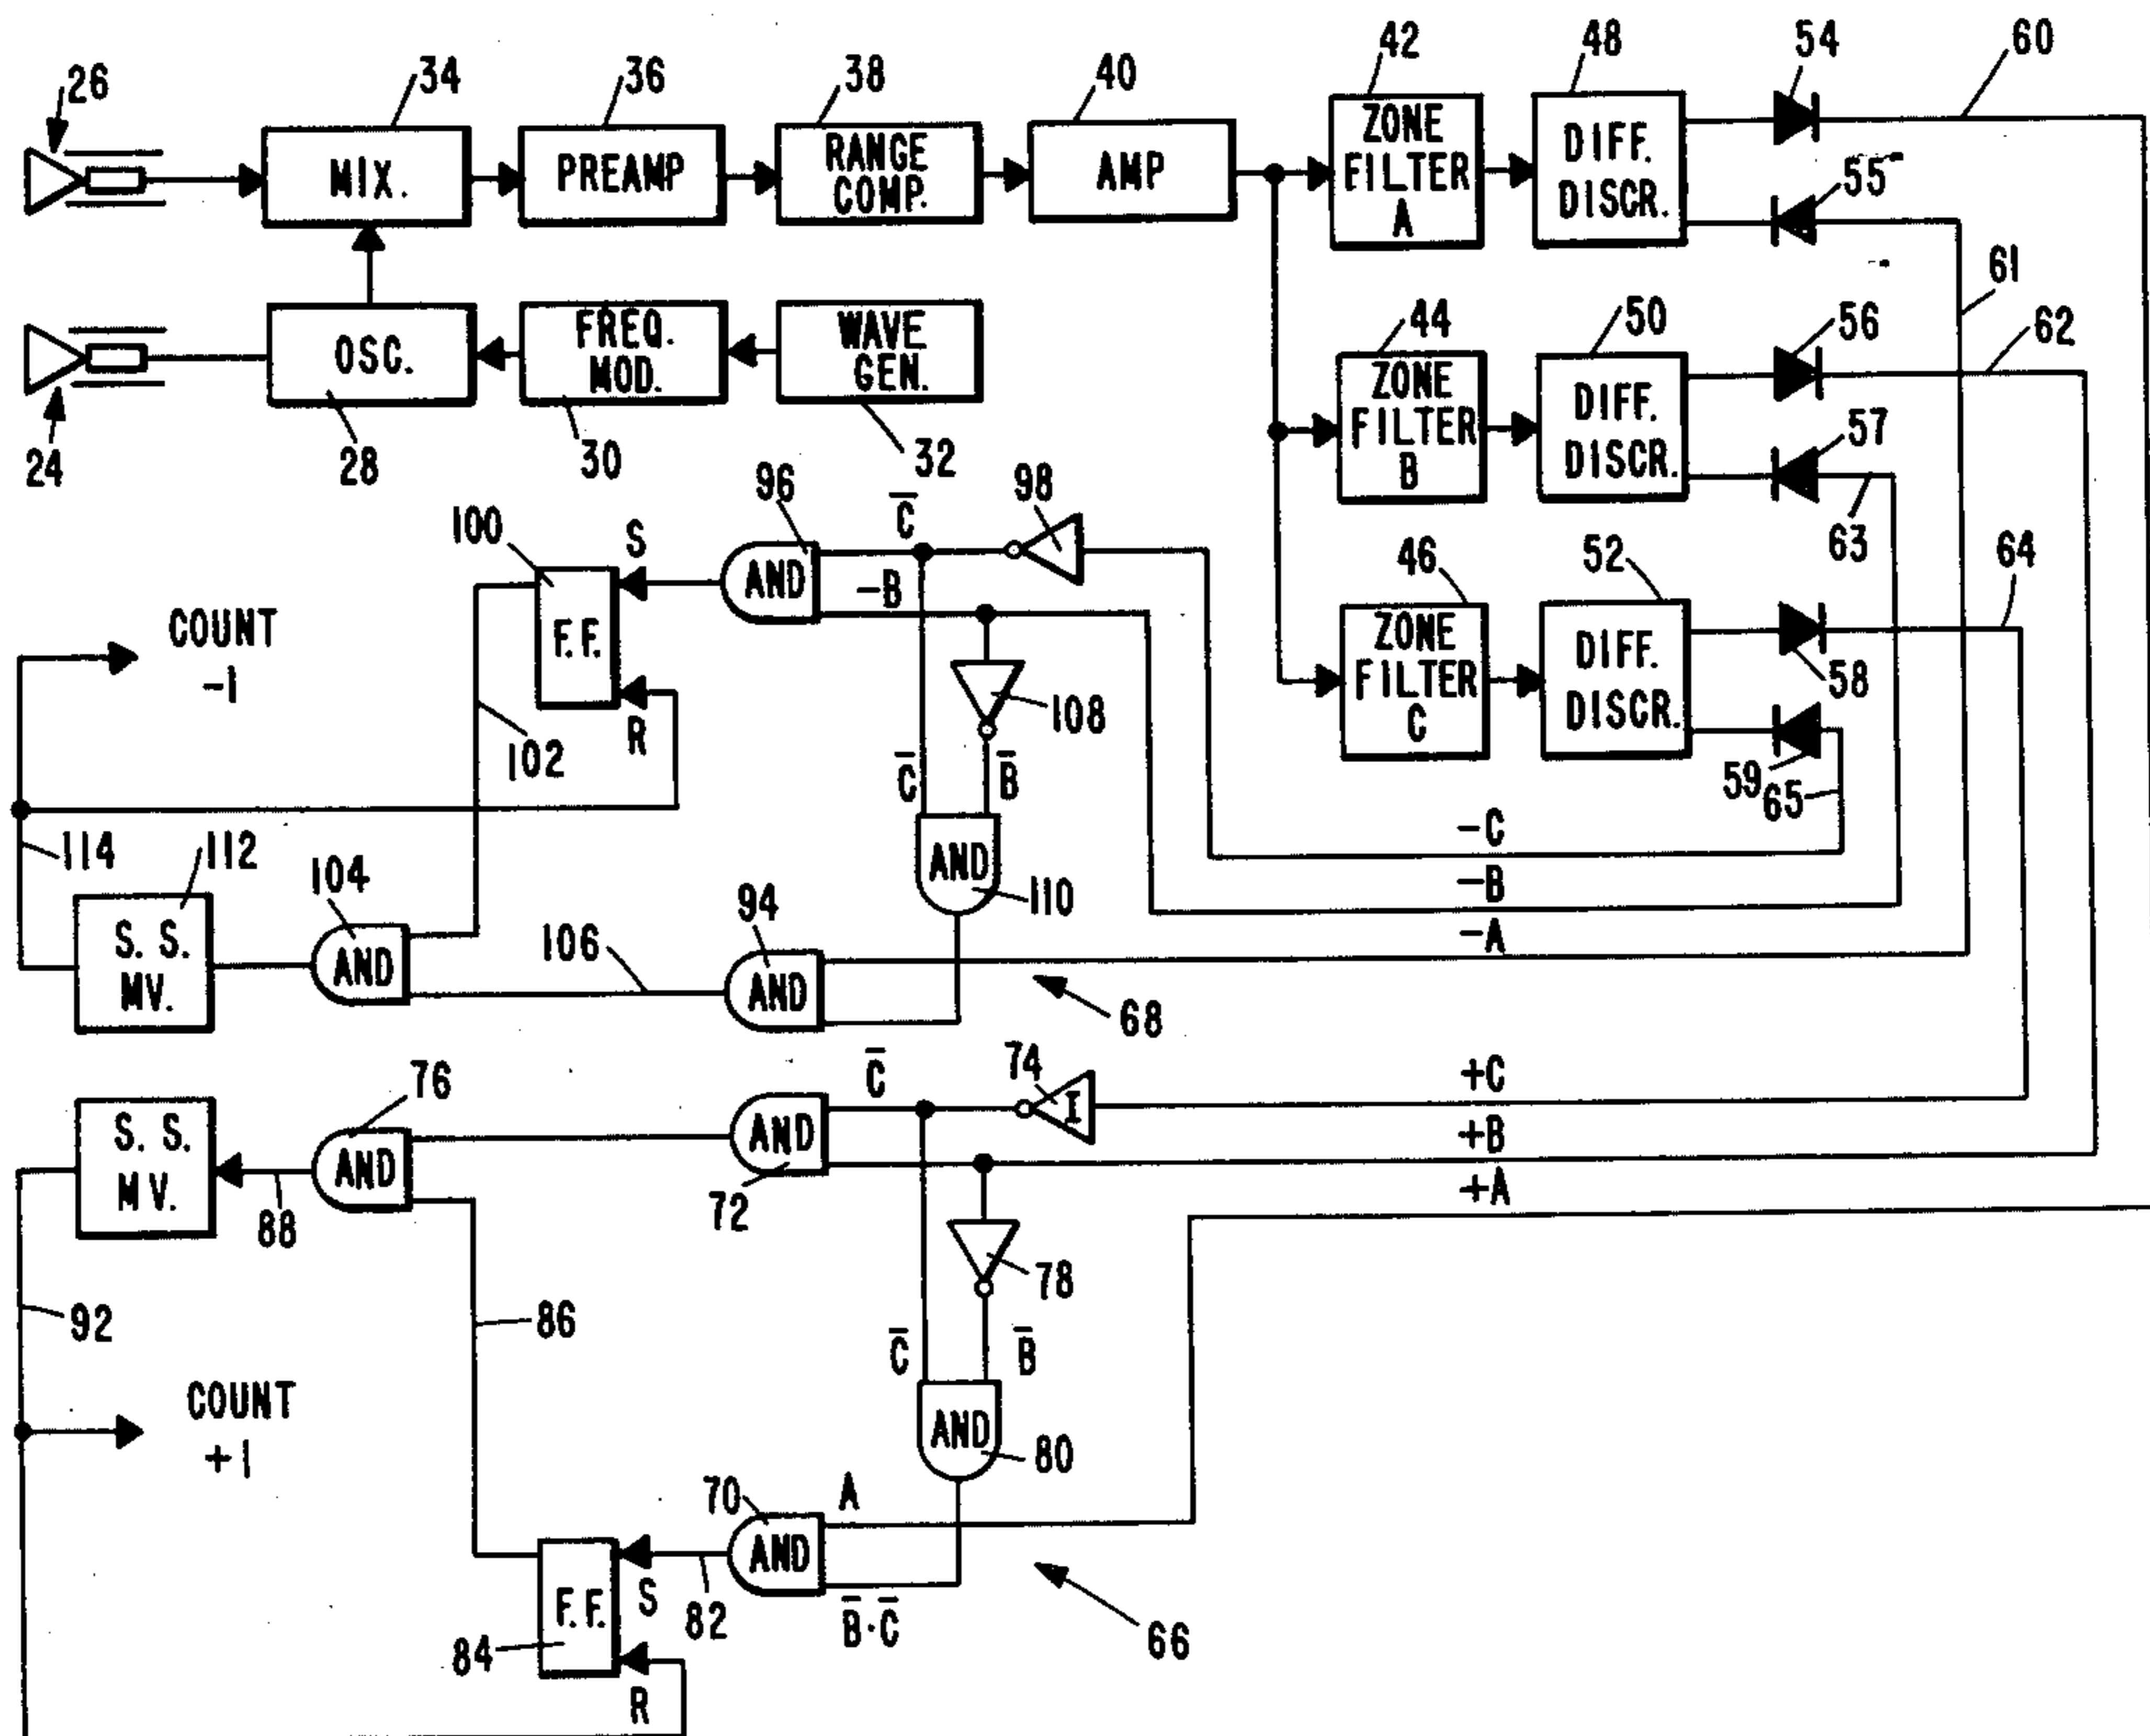 26
34
36
38
40
42
48
54
60
MIX.
PREAMP
RANGE
COMP.
AMP
ZONE
FILTER
A
DIFF.
DISCR.
55
61
24
OSC.
28
FREQ.
MOD.
30
WAVE
GEN.
32
44
ZONE
FILTER
B
50
DIFF.
DISCR.
56
62
57
63
46
ZONE
FILTER
C
52
DIFF.
DISCR.
58
64
59
65
100
F.F.
S
R
96
AND
C̅
-B
98
108
C̅
B̅
AND
110
COUNT
-1
102
114
112
S. S.
MV.
104
AND
106
94
AND
-C
-B
-A
68
S. S.
MV.
76
AND
88
AND
72
C̅
74
I
+C
+B
+A
78
C̅
B̅
AND
80
92
86
COUNT
+1
70
AND
A
B̅·C̅
82
S
F.F.
84
R
66